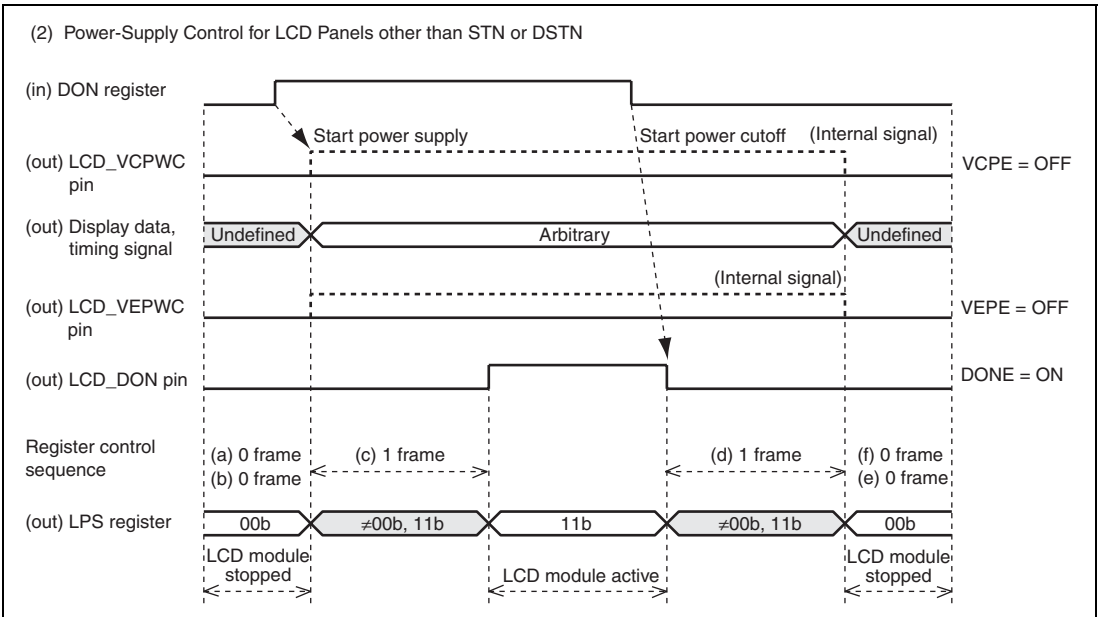 (2) Power-Supply Control for LCD Panels other than STN or DSTN
(in) DON register
Start power supply
Start power cutoff
(Internal signal)
(out) LCD_VCPWC
pin
VCPE = OFF
(out) Display data,
timing signal
Undefined
Arbitrary
Undefined
(Internal signal)
(out) LCD_VEPWC
pin
VEPE = OFF
(out) LCD_DON pin
DONE = ON
Register control
sequence
(a) 0 frame
(b) 0 frame
(c) 1 frame
(d) 1 frame
(f) 0 frame
(e) 0 frame
(out) LPS register
00b
≠00b, 11b
11b
≠00b, 11b
00b
LCD module
stopped
LCD module active
LCD module
stopped